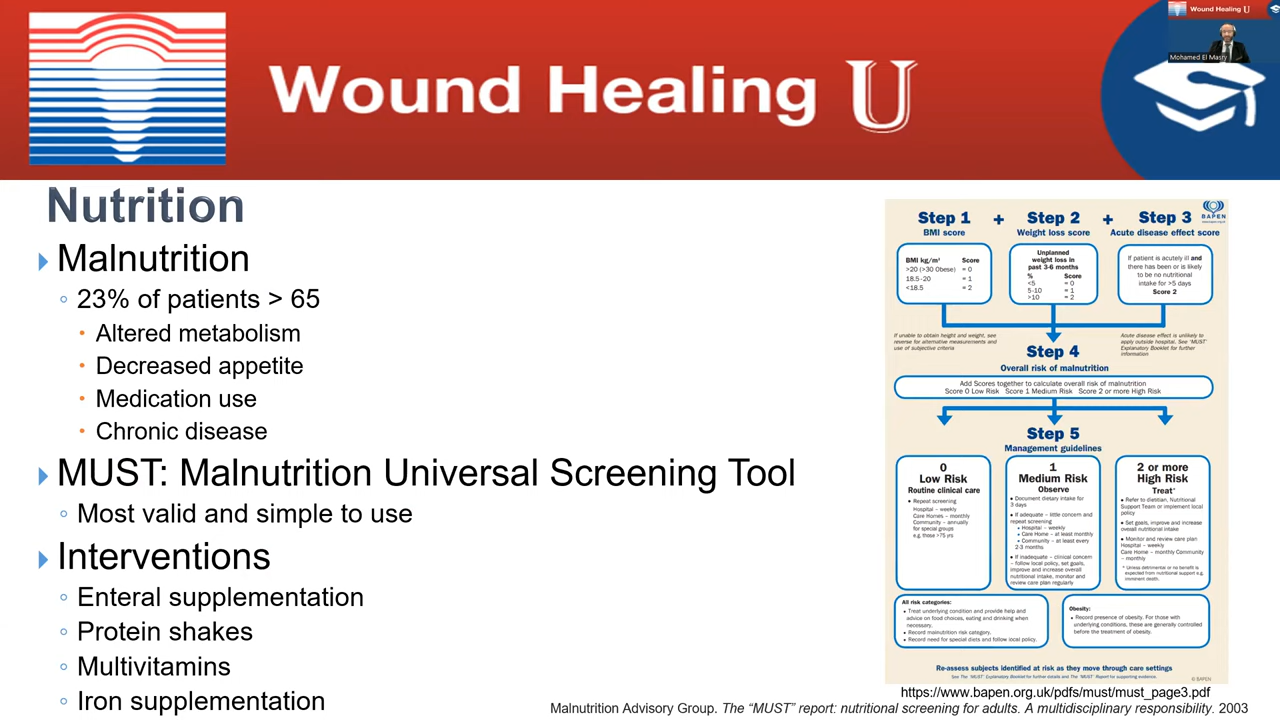 Wound Healing U
Wound Healing U
Mohamed El Masry
Nutrition
Malnutrition
23% of patients > 65
Altered metabolism
Decreased appetite
Medication use
Chronic disease
MUST: Malnutrition Universal Screening Tool
Most valid and simple to use
Interventions
Enteral supplementation
Protein shakes
Multivitamins
Iron supplementation
BAPEN
Step 1 + Step 2 + Step 3
BMI score Weight loss score Acute disease effect score
BMI kg/m² Score
>20 (>30 Obese) = 0
18.5-20 = 1
<18.5 = 2
Unplanned
weight loss in
past 3-6 months
% Score
<5 = 0
5-10 = 1
>10 = 2
If patient is acutely ill and
there has been or is likely
to be no nutritional
intake for >5 days
Score 2
If unable to obtain height and weight, see
reverse for alternative measurements and
use of subjective criteria
Acute disease effect is unlikely to
apply outside hospital. See 'MUST'
Explanatory Booklet for further
information
Step 4
Overall risk of malnutrition
Add Scores together to calculate overall risk of malnutrition
Score 0 Low Risk Score 1 Medium Risk Score 2 or more High Risk
Step 5
Management guidelines
0
Low Risk
Routine clinical care
• Repeat screening
Hospital – weekly
Care Homes – monthly
Community – annually
for special groups
e.g. those >75 yrs
1
Medium Risk
Observe
• Document dietary intake for
3 days
• If adequate – little concern and
repeat screening
• Hospital – weekly
• Care Home – at least monthly
• Community – at least every
2-3 months
• If inadequate – clinical concern
– follow local policy, set goals,
improve and increase overall
nutritional intake, monitor and
review care plan regularly
2 or more
High Risk
Treat*
• Refer to dietitian, Nutritional
Support Team or implement local
policy
• Set goals, improve and increase
overall nutritional intake
• Monitor and review care plan
Hospital – weekly
Care Home – monthly Community
– monthly
* Unless detrimental or no benefit is
expected from nutritional support e.g.
imminent death.
All risk categories:
• Treat underlying condition and provide help and
advice on food choices, eating and drinking when
necessary.
• Record malnutrition risk category.
• Record need for special diets and follow local policy.
Obesity:
• Record presence of obesity. For those with
underlying conditions, these are generally controlled
before the treatment of obesity.
Re-assess subjects identified at risk as they move through care settings
See The 'MUST' Explanatory Booklet for further details and The 'MUST' Report for supporting evidence.
© BAPEN
https://www.bapen.org.uk/pdfs/must/must_page3.pdf
Malnutrition Advisory Group. The “MUST” report: nutritional screening for adults. A multidisciplinary responsibility. 2003